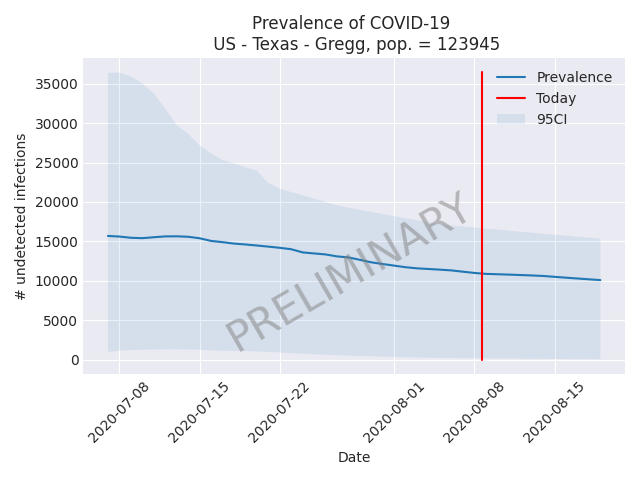 Prevalence of COVID-19
US - Texas - Gregg, pop. = 123945
Prevalence
Today
95CI
# undetected infections
35000
30000
25000
20000
15000
10000
5000
0
PRELIMINARY
2020-07-08
2020-07-15
2020-07-22
2020-08-01
2020-08-08
2020-08-15
Date